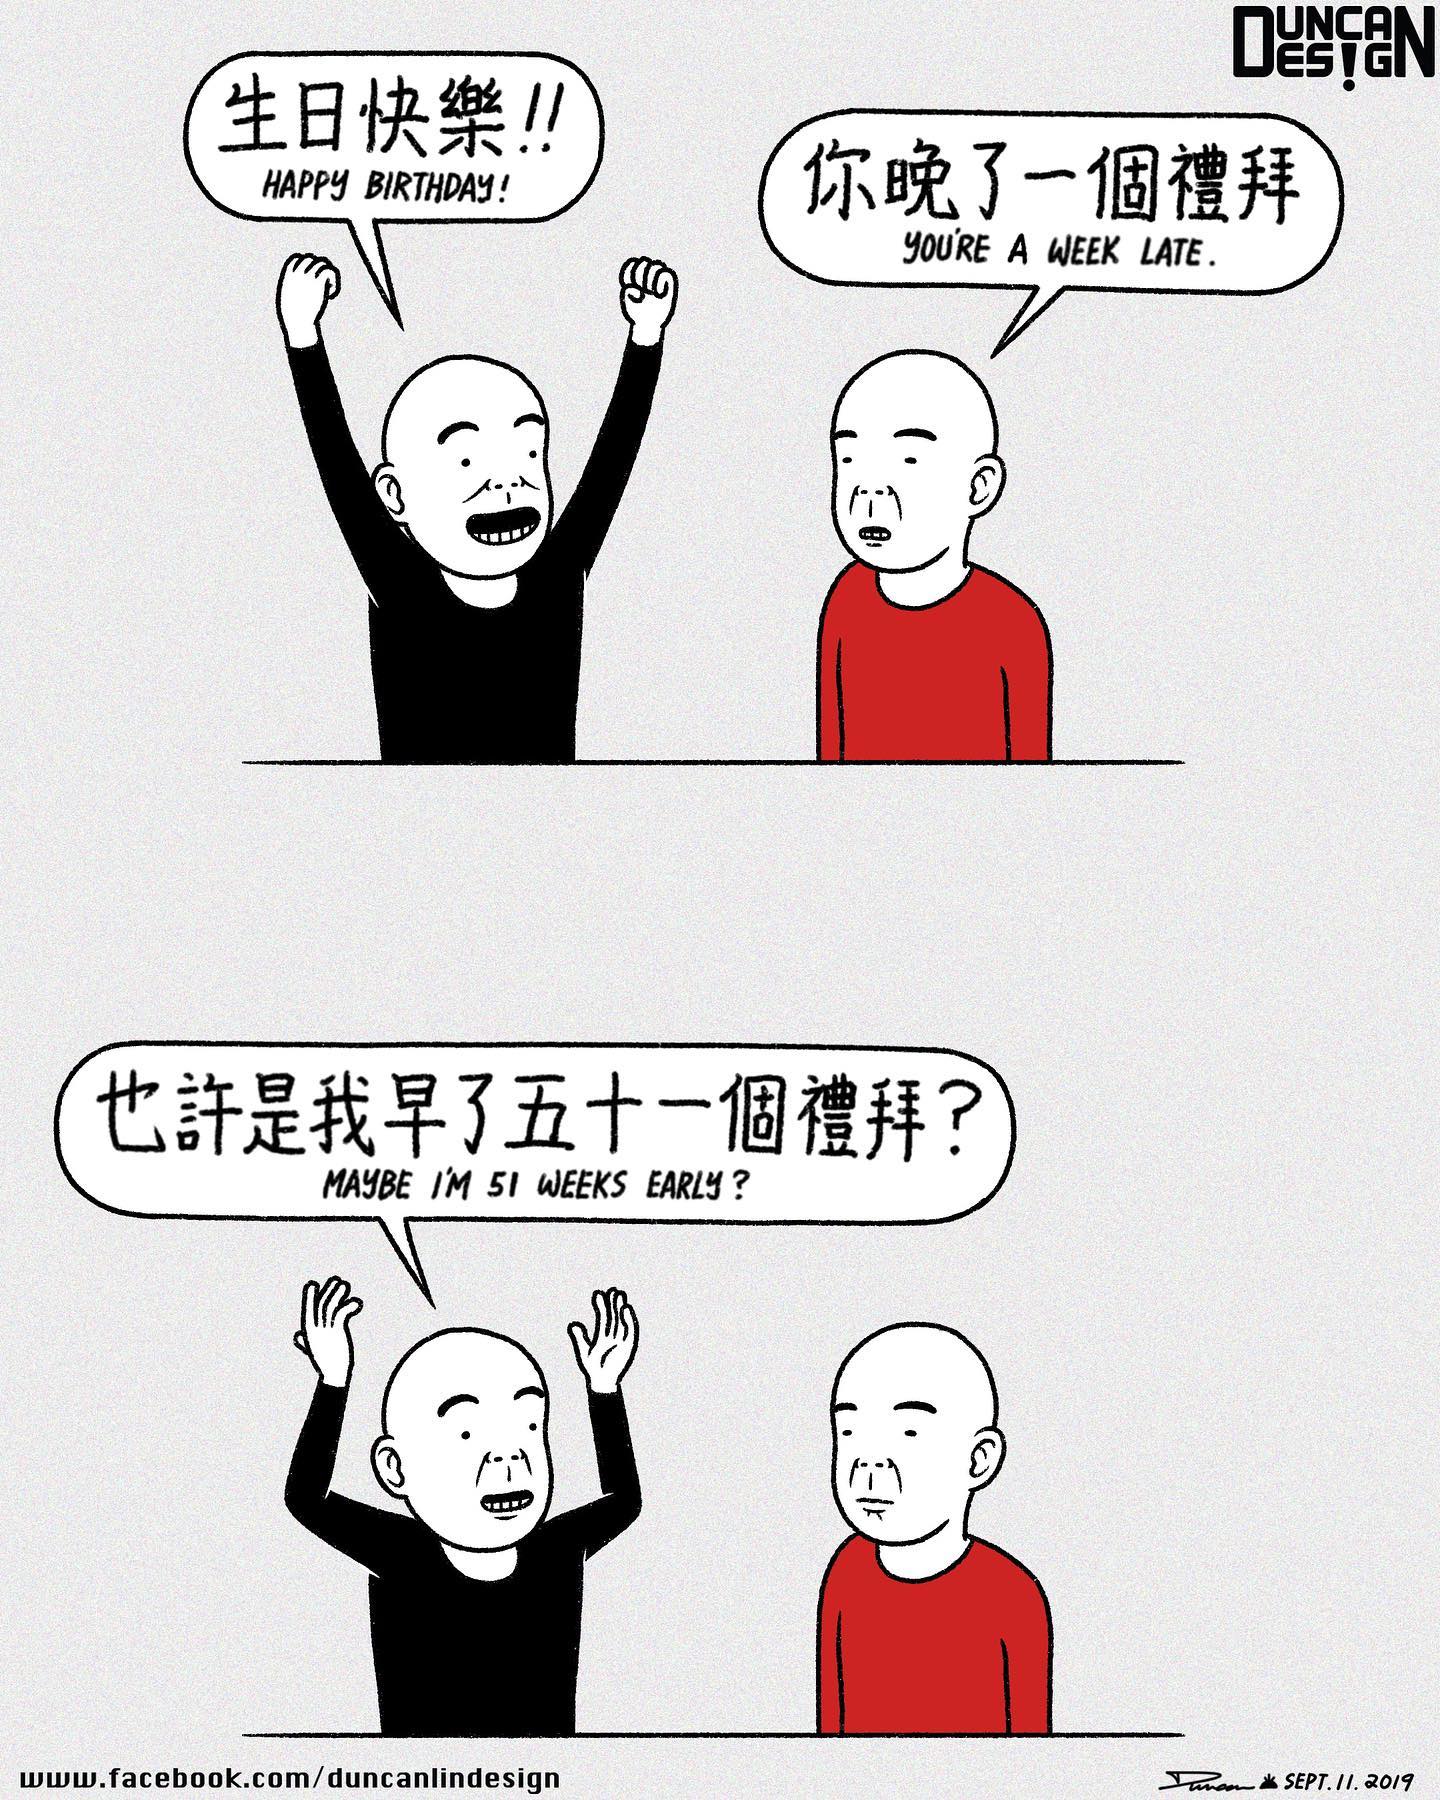 DUNCAN
DESIGN
生日快樂!!
HAPPY BIRTHDAY!
你晚了一個禮拜
YOU'RE A WEEK LATE.
也許是我早了五十一個禮拜?
MAYBE I'M 51 WEEKS EARLY?
www.facebook.com/duncanlindesign
Duncan SEPT.11.2019